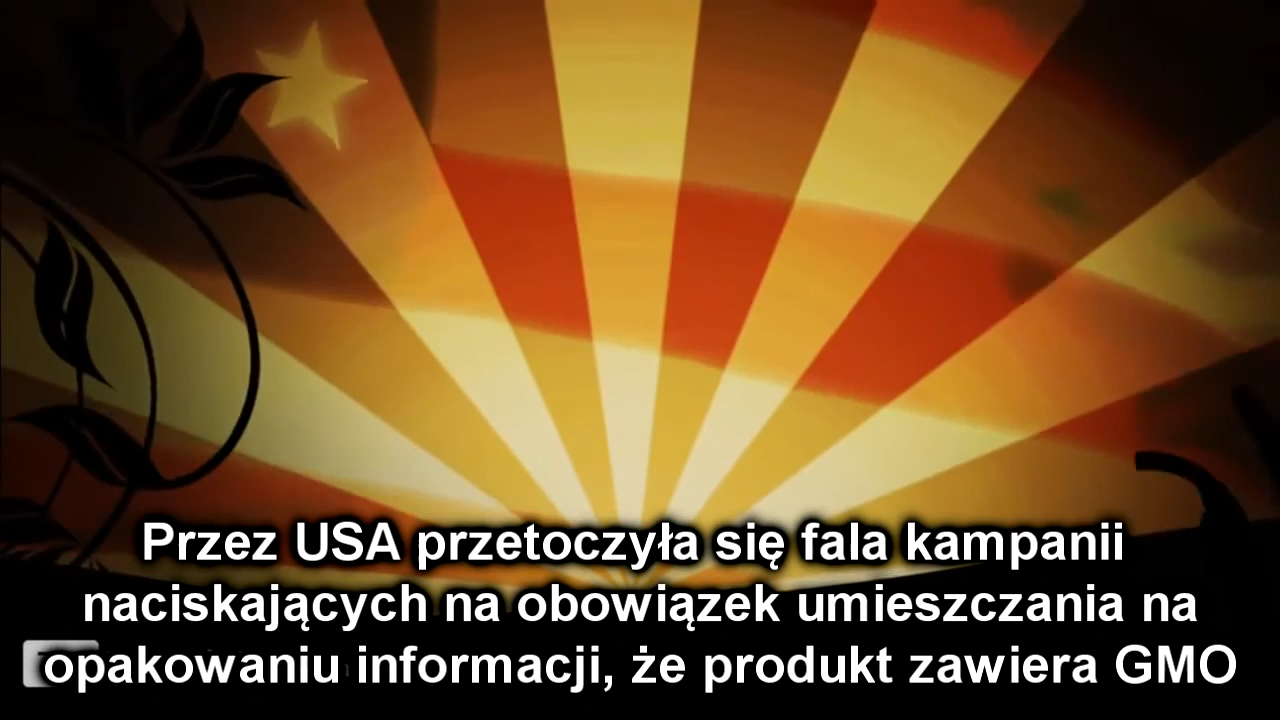 Przez USA przetoczyła się fala kampanii
naciskających na obowiązek umieszczania na
opakowaniu informacji, że produkt zawiera GMO